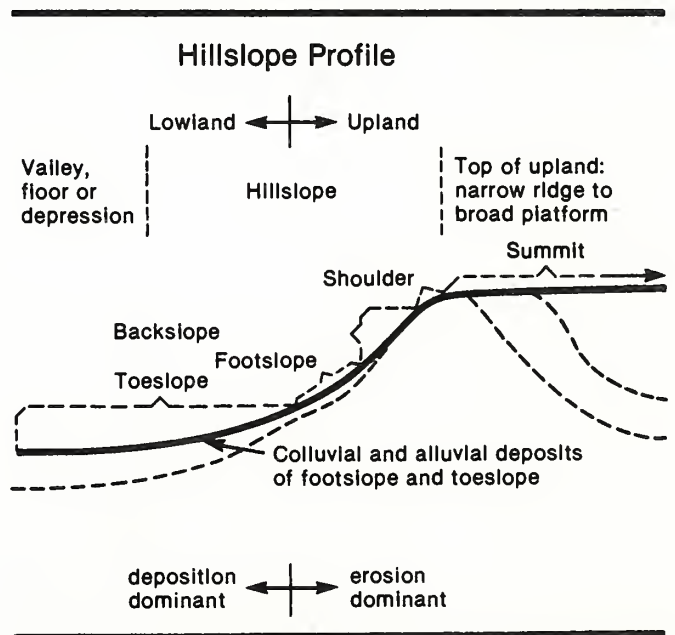 Hillslope Profile
Lowland
Upland
Valley,
floor or
depression
Hillslope
Top of upland:
narrow ridge to
broad platform
Summit
Shoulder
Backslope
Footslope
Toeslope
Colluvial and alluvial deposits
of footslope and toeslope
deposition
dominant
erosion
dominant